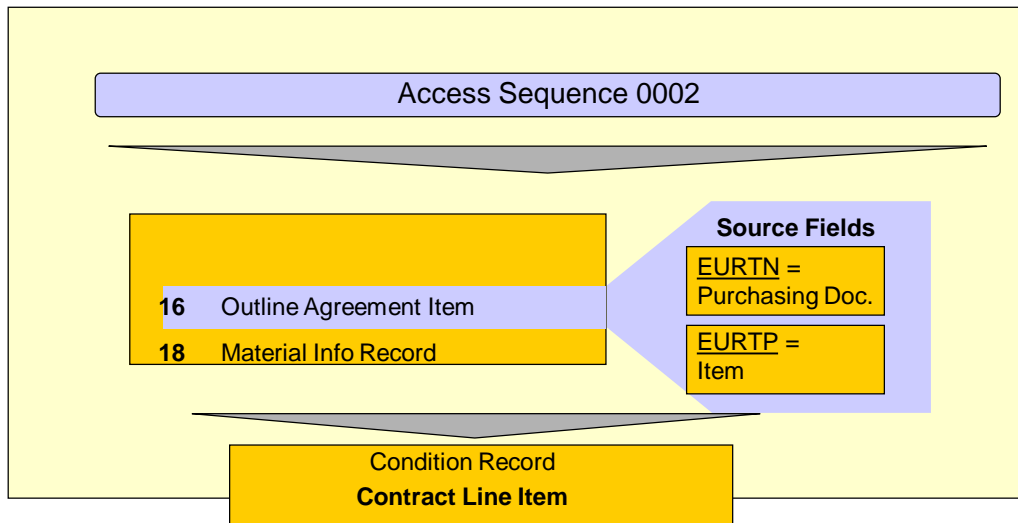 Access Sequence 0002
Source Fields
EURTN =
Purchasing Doc.
16 Outline Agreement Item
EURTP =
Item
18 Material Info Record
Condition Record
Contract Line Item